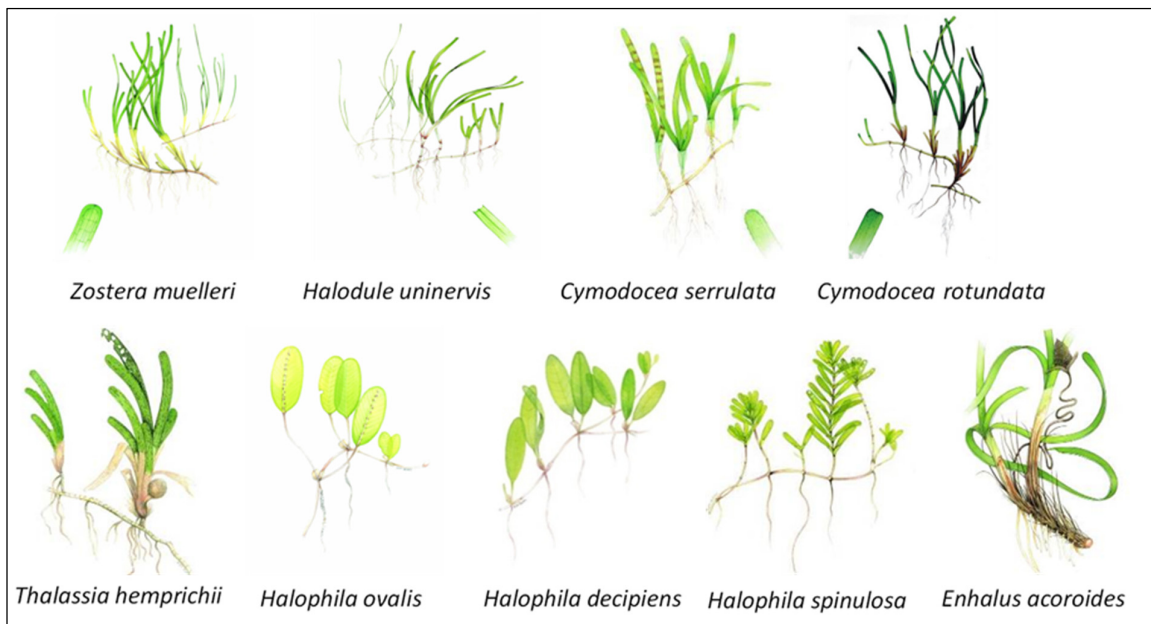 Zostera muelleri
Halodule uninervis
Cymodocea serrulata
Cymodocea rotundata
Thalassia hemprichii
Halophila ovalis
Halophila decipiens
Halophila spinulosa
Enhalus acoroides